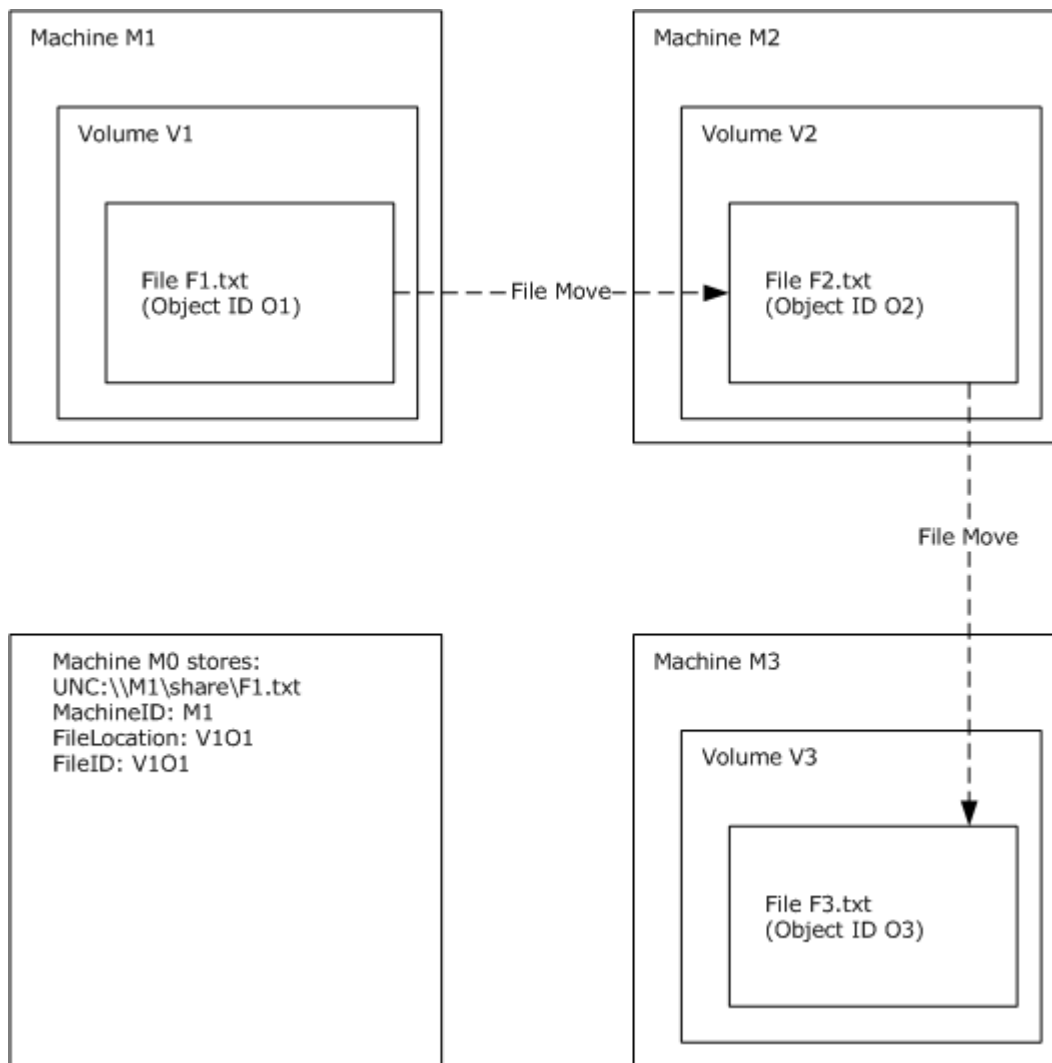 Machine M1
Volume V1
File F1.txt
(Object ID O1)
File Move
Machine M2
Volume V2
File F2.txt
(Object ID O2)
File Move
Machine M0 stores:
UNC:\\M1\share\F1.txt
MachineID: M1
FileLocation: V1O1
FileID: V1O1
Machine M3
Volume V3
File F3.txt
(Object ID O3)